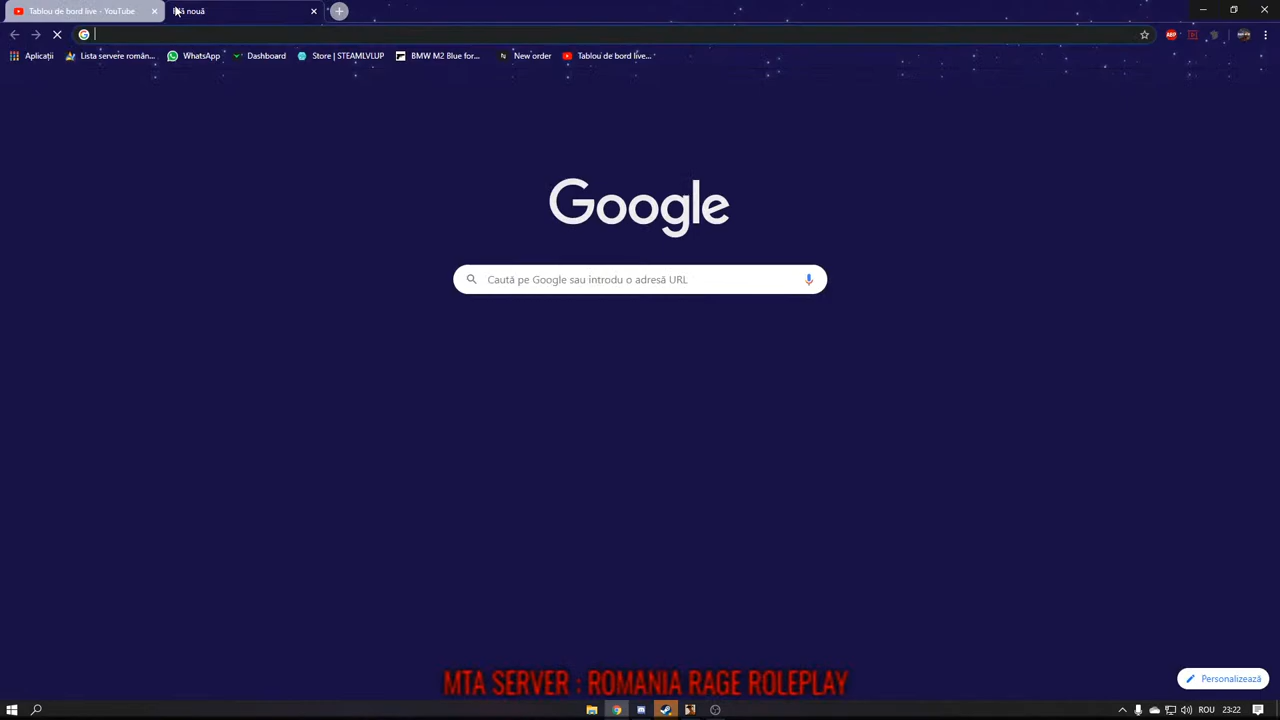 Tablou de bord live - YouTube
Filă nouă
Aplicații
Lista servere român...
WhatsApp
Dashboard
Store | STEAMLVLUP
BMW M2 Blue for...
New order
Tablou de bord live...
Google
Caută pe Google sau introdu o adresă URL
Personalizează
MTA SERVER : ROMANIA RAGE ROLEPLAY
ROU
23:22